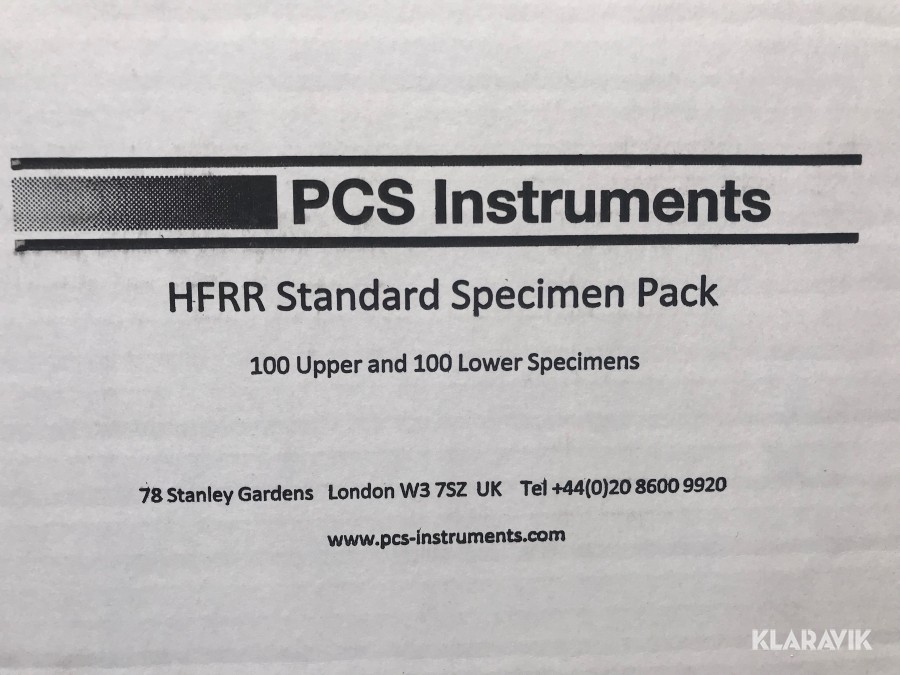 PCS Instruments
HFRR Standard Specimen Pack
100 Upper and 100 Lower Specimens
78 Stanley Gardens London W3 7SZ UK Tel +44(0)20 8600 9920
www.pcs-instruments.com
KLARAVIK